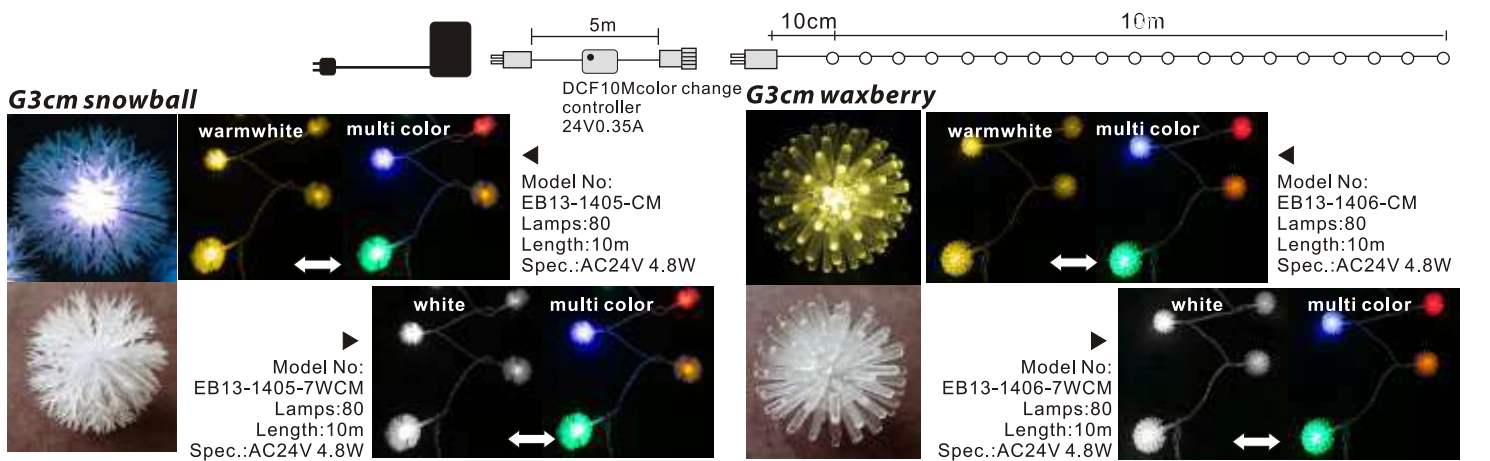 5m
10cm
10m
DCF10Mcolor change
controller
24V0.35A
G3cm snowball
warmwhite
multi color
Model No:
EB13-1405-CM
Lamps:80
Length:10m
Spec.:AC24V 4.8W
white
multi color
Model No:
EB13-1405-7WCM
Lamps:80
Length:10m
Spec.:AC24V 4.8W
G3cm waxberry
warmwhite
multi color
Model No:
EB13-1406-CM
Lamps:80
Length:10m
Spec.:AC24V 4.8W
white
multi color
Model No:
EB13-1406-7WCM
Lamps:80
Length:10m
Spec.:AC24V 4.8W